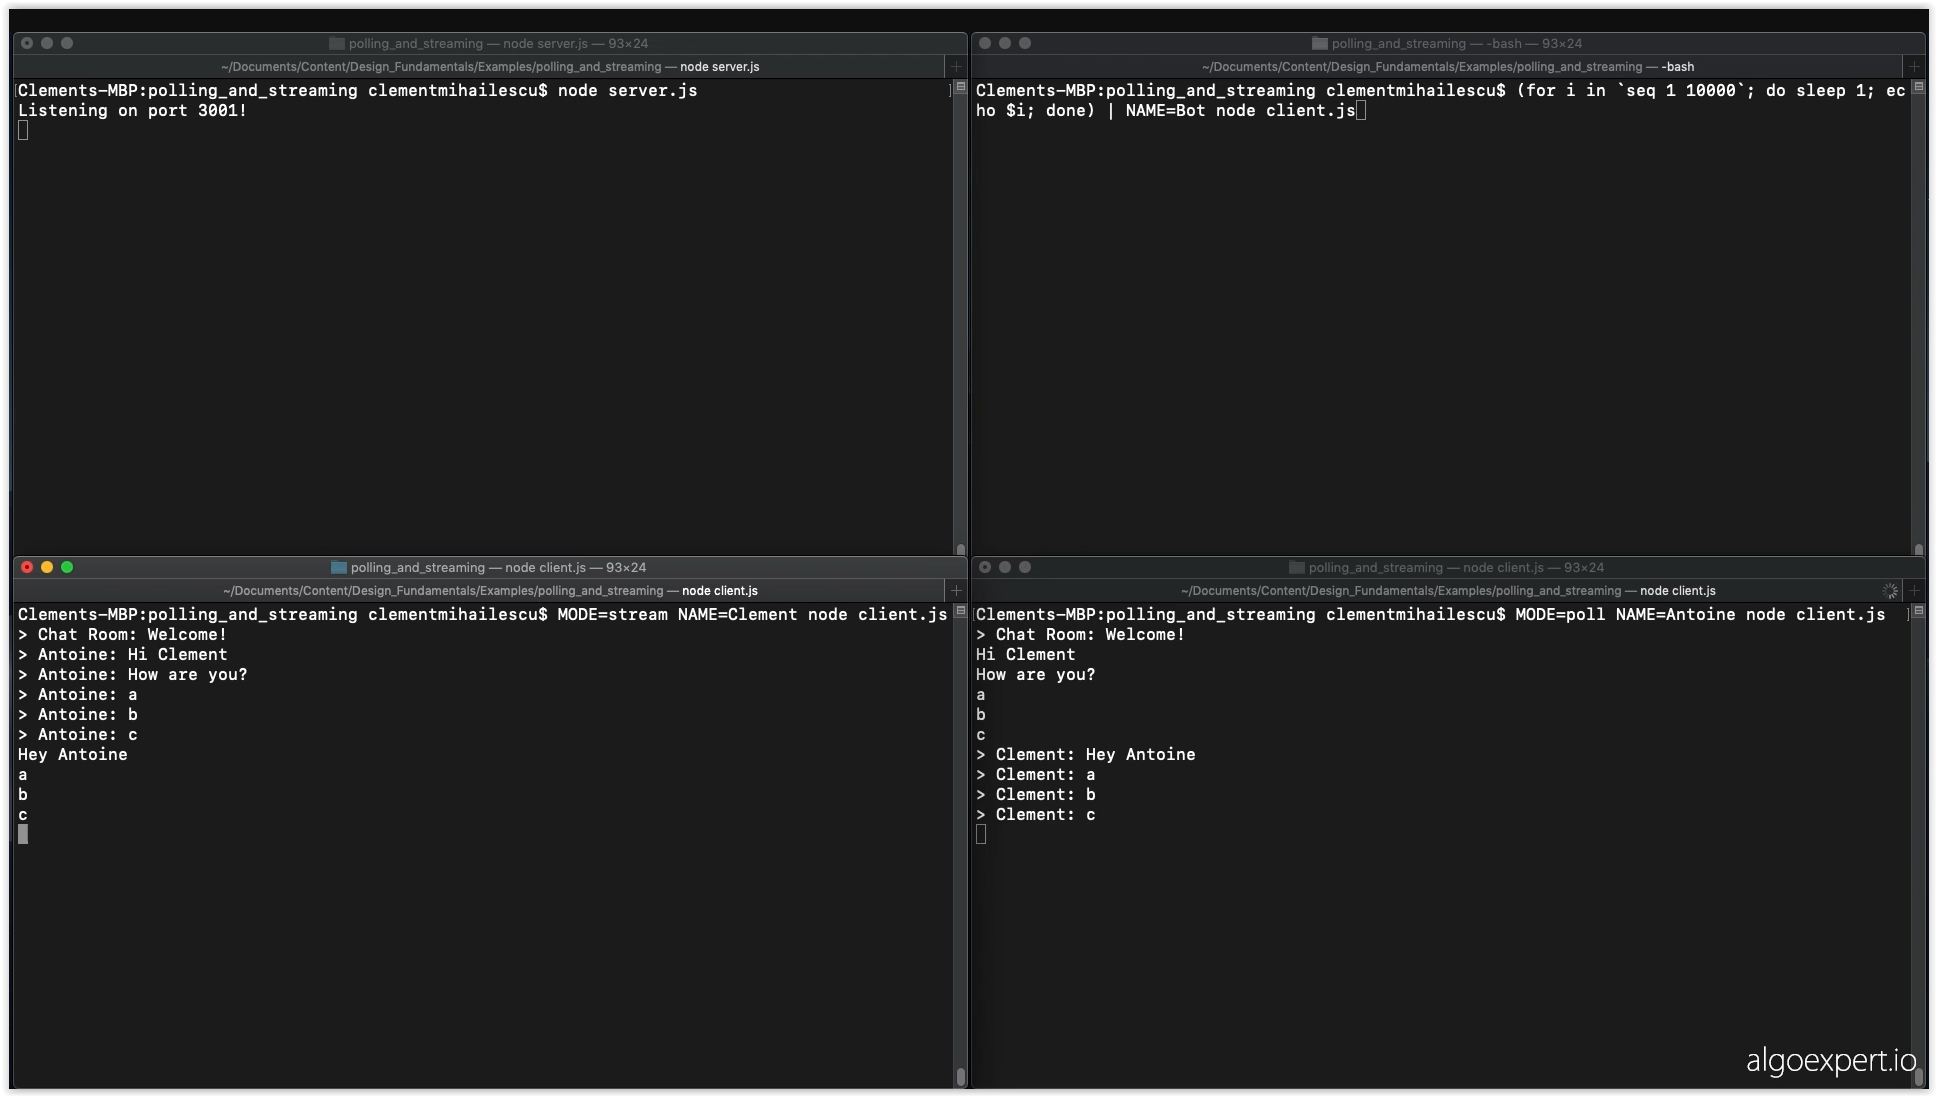 polling_and_streaming — node server.js — 93×24
~/Documents/Content/Design_Fundamentals/Examples/polling_and_streaming — node server.js
[Clements-MBP:polling_and_streaming clementmihailescu$ node server.js ]
Listening on port 3001!
polling_and_streaming — -bash — 93×24
~/Documents/Content/Design_Fundamentals/Examples/polling_and_streaming — -bash
Clements-MBP:polling_and_streaming clementmihailescu$ (for i in `seq 1 10000`; do sleep 1; ec
ho $i; done) | NAME=Bot node client.js
polling_and_streaming — node client.js — 93×24
~/Documents/Content/Design_Fundamentals/Examples/polling_and_streaming — node client.js
Clements-MBP:polling_and_streaming clementmihailescu$ MODE=stream NAME=Clement node client.js
> Chat Room: Welcome!
> Antoine: Hi Clement
> Antoine: How are you?
> Antoine: a
> Antoine: b
> Antoine: c
Hey Antoine
a
b
c
polling_and_streaming — node client.js — 93×24
~/Documents/Content/Design_Fundamentals/Examples/polling_and_streaming — node client.js
[Clements-MBP:polling_and_streaming clementmihailescu$ MODE=poll NAME=Antoine node client.js ]
> Chat Room: Welcome!
Hi Clement
How are you?
a
b
c
> Clement: Hey Antoine
> Clement: a
> Clement: b
> Clement: c
algoexpert.io